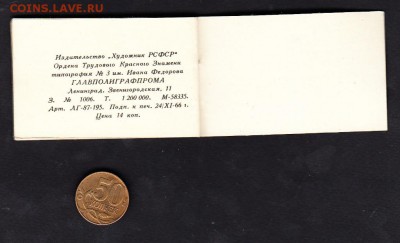 COINS.LAVE.RU
Издательство „Художник РСФСР“
Ордена Трудового Красного Знамени
типография № 3 им. Ивана Федорова
ГЛАВПОЛИГРАФПРОМА
Ленинград, Звенигородская, 11
З. № 1006. Т. 1 200 000. М-58335.
Арт. АГ-87-195. Подп. к печ. 24/XI-66 г.
Цена 14 коп.
50